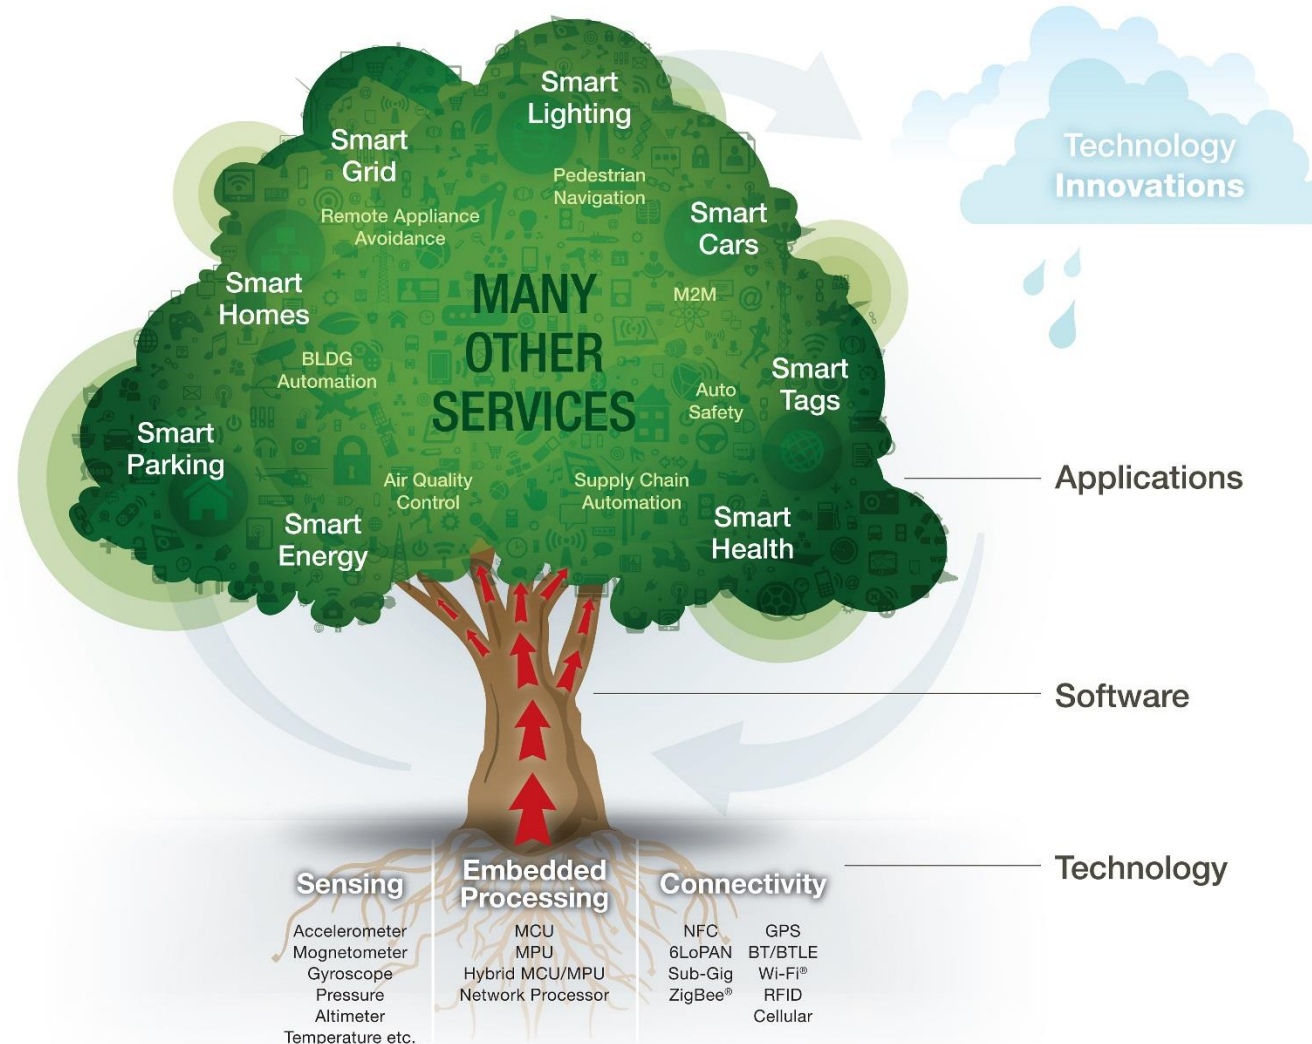 Smart
Lighting
Technology
Innovations
Smart
Grid
Pedestrian
Navigation
Smart
Cars
Remote Appliance
Avoidance
Smart
Homes
MANY
OTHER
SERVICES
M2M
BLDG
Automation
Smart
Tags
Auto
Safety
Smart
Parking
Air Quality
Control
Supply Chain
Automation
Applications
Smart
Energy
Smart
Health
Software
Technology
Sensing
Accelerometer
Mognetometer
Gyroscope
Pressure
Altimeter
Temperature etc.
Embedded
Processing
MCU
MPU
Hybrid MCU/MPU
Network Processor
Connectivity
NFC GPS
6LoPAN BT/BTLE
Sub-Gig Wi-Fi®
ZigBee® RFID
Cellular